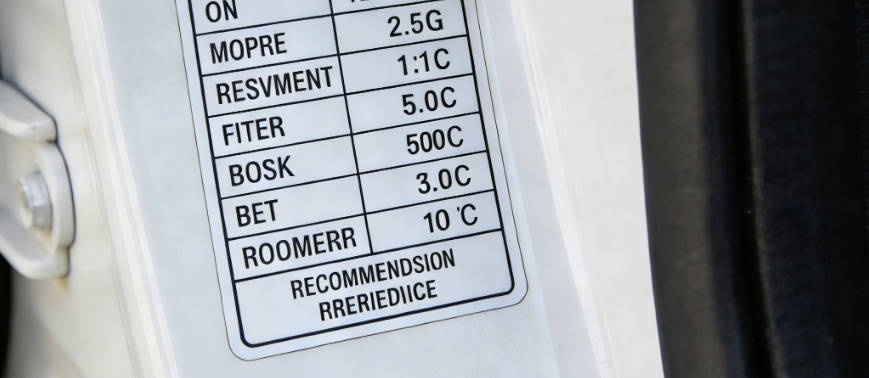 ON
MOPRE 2.5G
RESVMENT 1:1C
FITER 5.0C
BOSK 500C
BET 3.0C
ROOMERR 10 °C
RECOMMENDSION
RRERIEDIICE